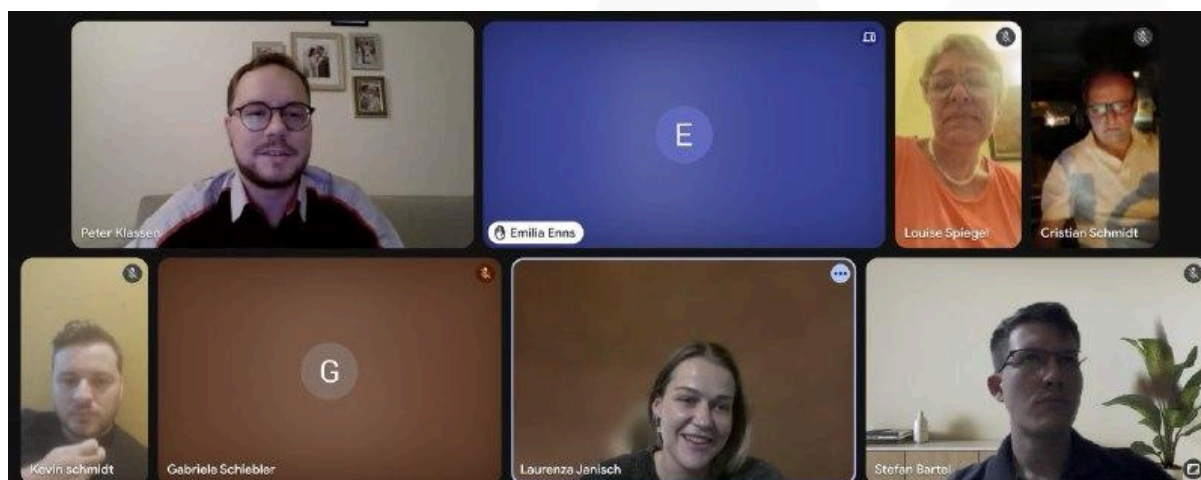 E
Peter Klassen
Emilia Enns
Louise Spiegel
Cristian Schmidt
G
Kevin schmidt
Gabriele Schiebler
Laurenza Janisch
Stefan Bartel